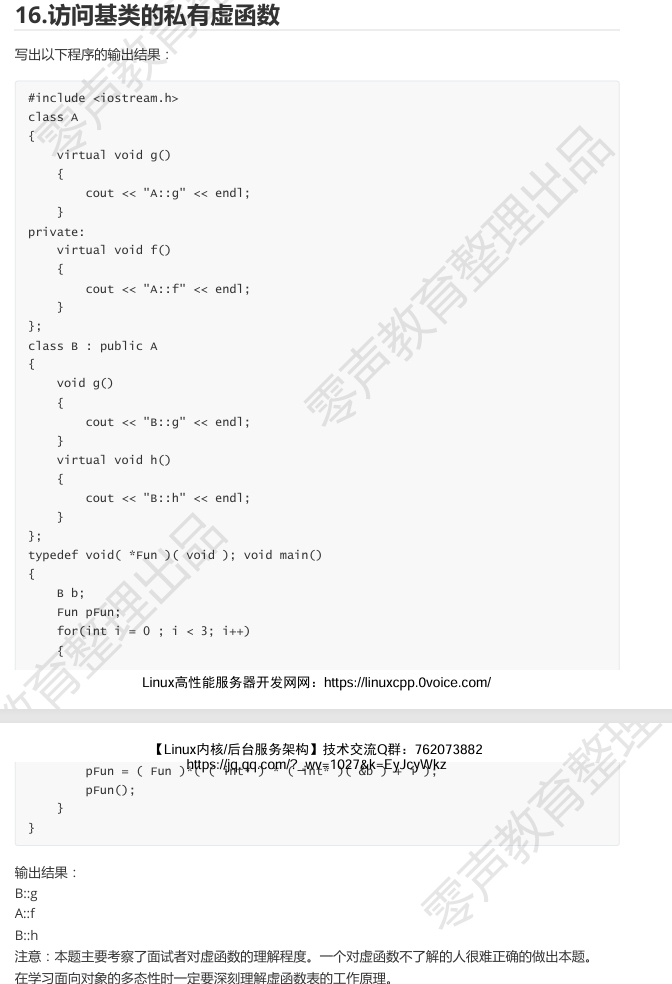 16.访问基类的私有虚函数
写出以下程序的输出结果：
#include <iostream.h>
class A
{
    virtual void g()
    {
        cout << "A::g" << endl;
    }
private:
    virtual void f()
    {
        cout << "A::f" << endl;
    }
};
class B : public A
{
    void g()
    {
        cout << "B::g" << endl;
    }
    virtual void h()
    {
        cout << "B::h" << endl;
    }
};
typedef void( *Fun )( void ); void main()
{
    B b;
    Fun pFun;
    for(int i = 0 ; i < 3; i++)
    {
Linux高性能服务器开发网网：https://linuxcpp.0voice.com/
【Linux内核/后台服务架构】技术交流Q群：762073882
https://jq.qq.com/?_wv=1027&k=EyJcyWkz
        pFun = ( Fun )*( ( int* ) * ( int* )( &b ) + i );
        pFun();
    }
}
输出结果：
B::g
A::f
B::h
注意：本题主要考察了面试者对虚函数的理解程度。一个对虚函数不了解的人很难正确的做出本题。
在学习面向对象的多态性时一定要深刻理解虚函数表的工作原理。
零声教育整理出品
零声教育整理出品